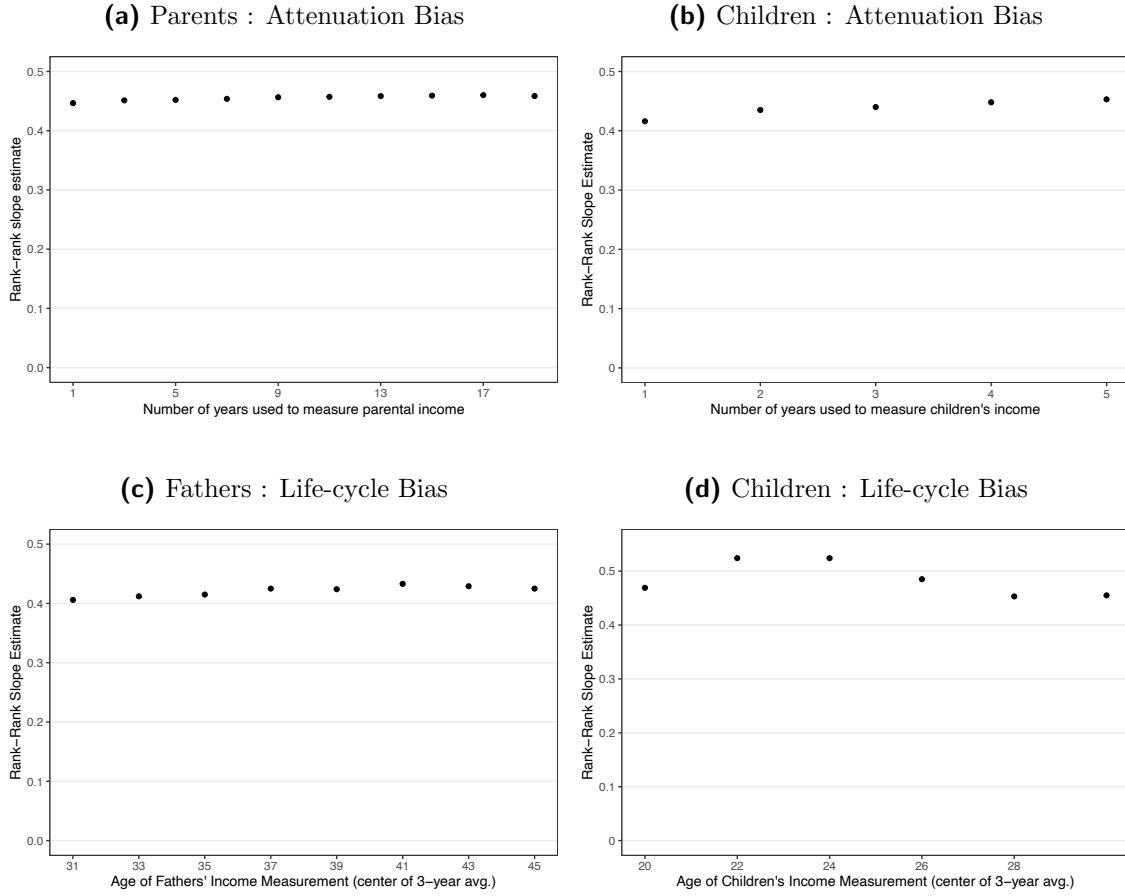 (a) Parents : Attenuation Bias
Rank−rank slope estimate
0.5
0.4
0.3
0.2
0.1
0.0
1 5 9 13 17
Number of years used to measure parental income
(b) Children : Attenuation Bias
Rank−Rank Slope Estimate
0.5
0.4
0.3
0.2
0.1
0
1 2 3 4 5
Number of years used to measure children's income
(c) Fathers : Life-cycle Bias
Rank−Rank Slope Estimate
0.5
0.4
0.3
0.2
0.1
0
31 33 35 37 39 41 43 45
Age of Fathers' Income Measurement (center of 3−year avg.)
(d) Children : Life-cycle Bias
Rank−Rank Slope Estimate
0.5
0.4
0.3
0.2
0.1
0
20 22 24 26 28
Age of Children's Income Measurement (center of 3−year avg.)